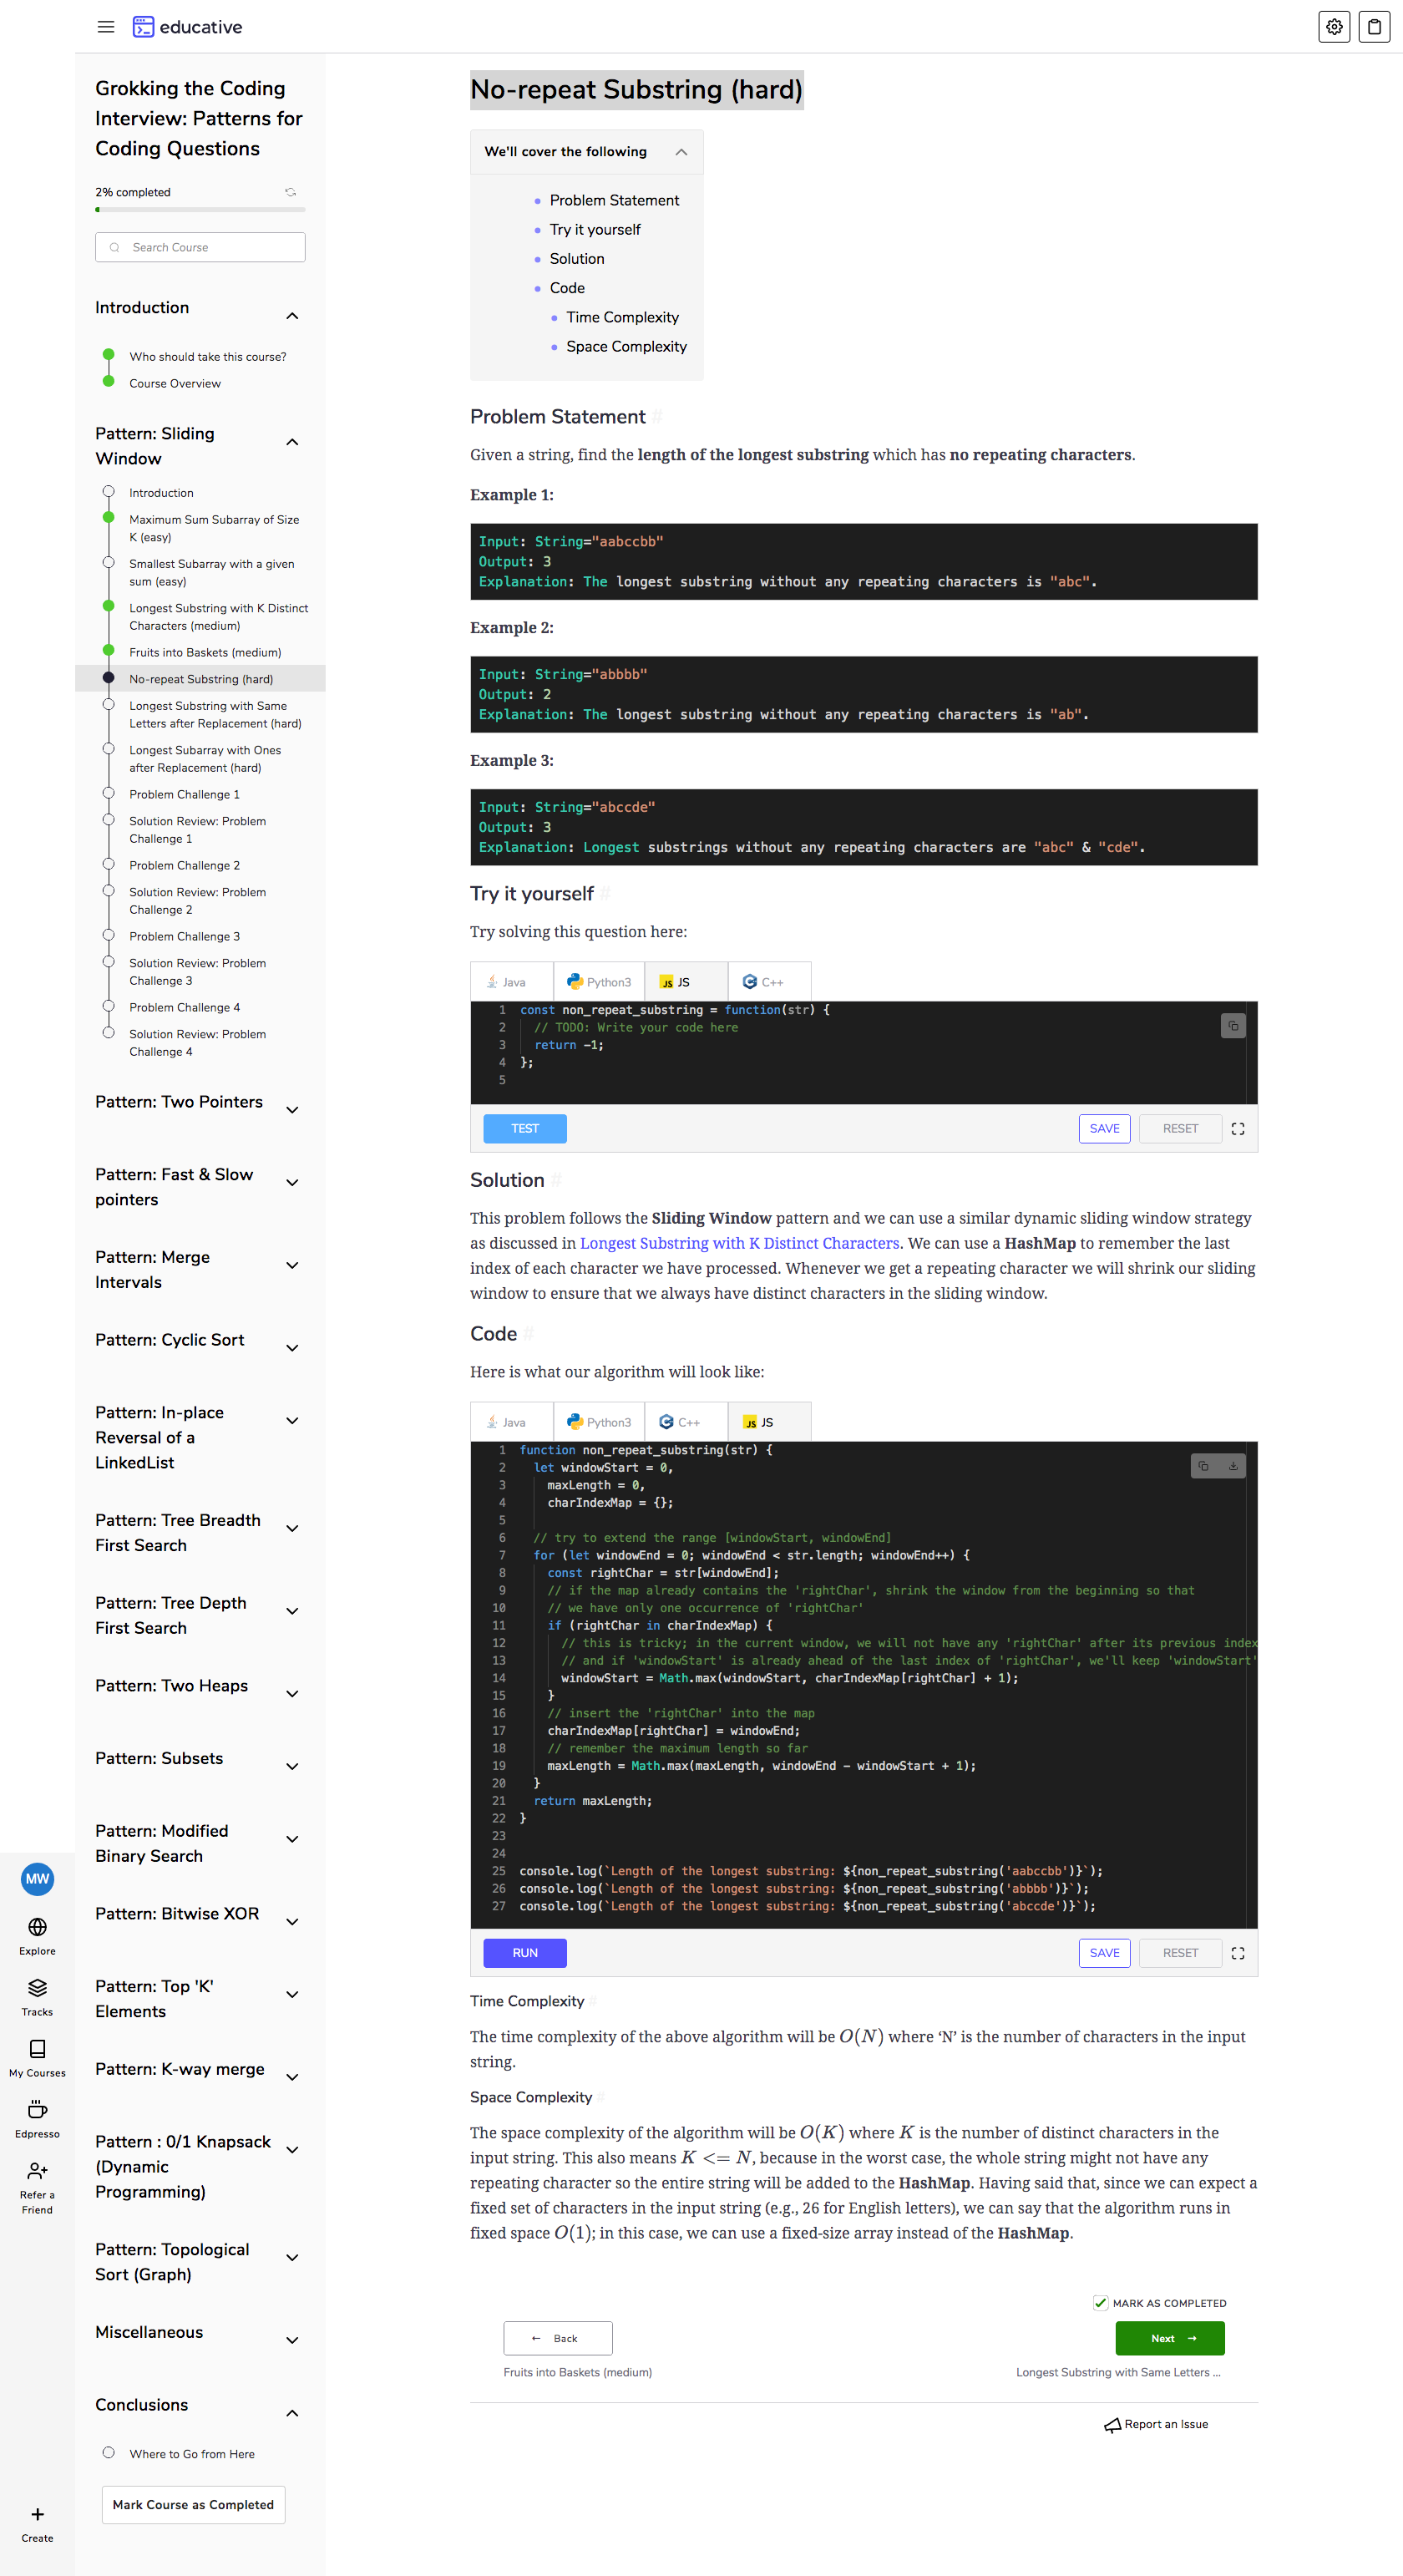 educative
Grokking the Coding
Interview: Patterns for
Coding Questions
2% completed
Search Course
Introduction
Who should take this course?
Course Overview
Pattern: Sliding
Window
Introduction
Maximum Sum Subarray of Size
K (easy)
Smallest Subarray with a given
sum (easy)
Longest Substring with K Distinct
Characters (medium)
Fruits into Baskets (medium)
No-repeat Substring (hard)
Longest Substring with Same
Letters after Replacement (hard)
Longest Subarray with Ones
after Replacement (hard)
Problem Challenge 1
Solution Review: Problem
Challenge 1
Problem Challenge 2
Solution Review: Problem
Challenge 2
Problem Challenge 3
Solution Review: Problem
Challenge 3
Problem Challenge 4
Solution Review: Problem
Challenge 4
Pattern: Two Pointers
Pattern: Fast & Slow
pointers
Pattern: Merge
Intervals
Pattern: Cyclic Sort
Pattern: In-place
Reversal of a
LinkedList
Pattern: Tree Breadth
First Search
Pattern: Tree Depth
First Search
Pattern: Two Heaps
Pattern: Subsets
Pattern: Modified
Binary Search
Pattern: Bitwise XOR
Pattern: Top 'K'
Elements
Pattern: K-way merge
Pattern : 0/1 Knapsack
(Dynamic
Programming)
Pattern: Topological
Sort (Graph)
Miscellaneous
Conclusions
Where to Go from Here
Mark Course as Completed
MW
Explore
Tracks
My Courses
Edpresso
Refer a
Friend
Create
No-repeat Substring (hard)
We'll cover the following
Problem Statement
Try it yourself
Solution
Code
Time Complexity
Space Complexity
Problem Statement #
Given a string, find the length of the longest substring which has no repeating characters.
Example 1:
Input: String="aabccbb"
Output: 3
Explanation: The longest substring without any repeating characters is "abc".
Example 2:
Input: String="abbbb"
Output: 2
Explanation: The longest substring without any repeating characters is "ab".
Example 3:
Input: String="abccde"
Output: 3
Explanation: Longest substrings without any repeating characters are "abc" & "cde".
Try it yourself #
Try solving this question here:
Java Python3 JS JS C++
1 const non_repeat_substring = function(str) {
2 // TODO: Write your code here
3 return -1;
4 };
5
TEST SAVE RESET
Solution #
This problem follows the Sliding Window pattern and we can use a similar dynamic sliding window strategy
as discussed in Longest Substring with K Distinct Characters. We can use a HashMap to remember the last
index of each character we have processed. Whenever we get a repeating character we will shrink our sliding
window to ensure that we always have distinct characters in the sliding window.
Code #
Here is what our algorithm will look like:
Java Python3 C++ JS JS
1 function non_repeat_substring(str) {
2 let windowStart = 0,
3 maxLength = 0,
4 charIndexMap = {};
5
6 // try to extend the range [windowStart, windowEnd]
7 for (let windowEnd = 0; windowEnd < str.length; windowEnd++) {
8 const rightChar = str[windowEnd];
9 // if the map already contains the 'rightChar', shrink the window from the beginning so that
10 // we have only one occurrence of 'rightChar'
11 if (rightChar in charIndexMap) {
12 // this is tricky; in the current window, we will not have any 'rightChar' after its previous index
13 // and if 'windowStart' is already ahead of the last index of 'rightChar', we'll keep 'windowStart'
14 windowStart = Math.max(windowStart, charIndexMap[rightChar] + 1);
15 }
16 // insert the 'rightChar' into the map
17 charIndexMap[rightChar] = windowEnd;
18 // remember the maximum length so far
19 maxLength = Math.max(maxLength, windowEnd - windowStart + 1);
20 }
21 return maxLength;
22 }
23
24
25 console.log(`Length of the longest substring: ${non_repeat_substring('aabccbb')}`);
26 console.log(`Length of the longest substring: ${non_repeat_substring('abbbb')}`);
27 console.log(`Length of the longest substring: ${non_repeat_substring('abccde')}`);
RUN SAVE RESET
Time Complexity #
The time complexity of the above algorithm will be O(N) where ‘N’ is the number of characters in the input
string.
Space Complexity #
The space complexity of the algorithm will be O(K) where K is the number of distinct characters in the
input string. This also means K <= N, because in the worst case, the whole string might not have any
repeating character so the entire string will be added to the HashMap. Having said that, since we can expect a
fixed set of characters in the input string (e.g., 26 for English letters), we can say that the algorithm runs in
fixed space O(1); in this case, we can use a fixed-size array instead of the HashMap.
MARK AS COMPLETED
← Back
Next →
Fruits into Baskets (medium)
Longest Substring with Same Letters ...
Report an Issue